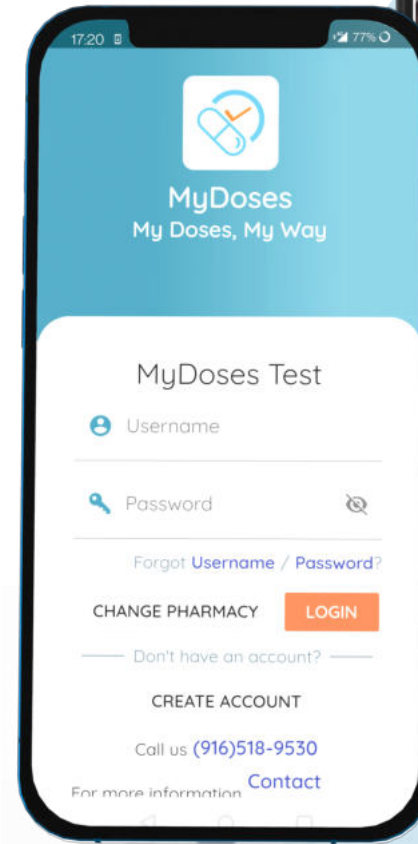 17:20 77%
MyDoses
My Doses, My Way
MyDoses Test
Username
Password
Forgot Username / Password?
CHANGE PHARMACY LOGIN
Don't have an account?
CREATE ACCOUNT
Call us (916)518-9530
For more information Contact